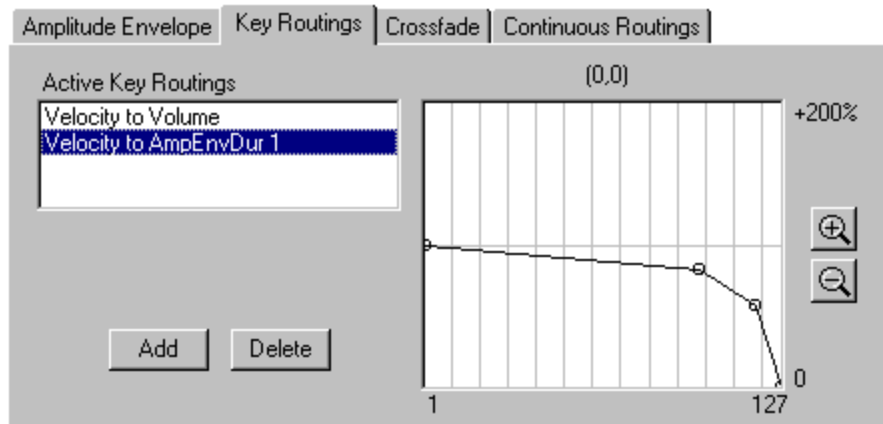 Amplitude Envelope Key Routings Crossfade Continuous Routings
Active Key Routings
(0,0)
Velocity to Volume
Velocity to AmpEnvDur 1
+200%
Add Delete
0
1 127